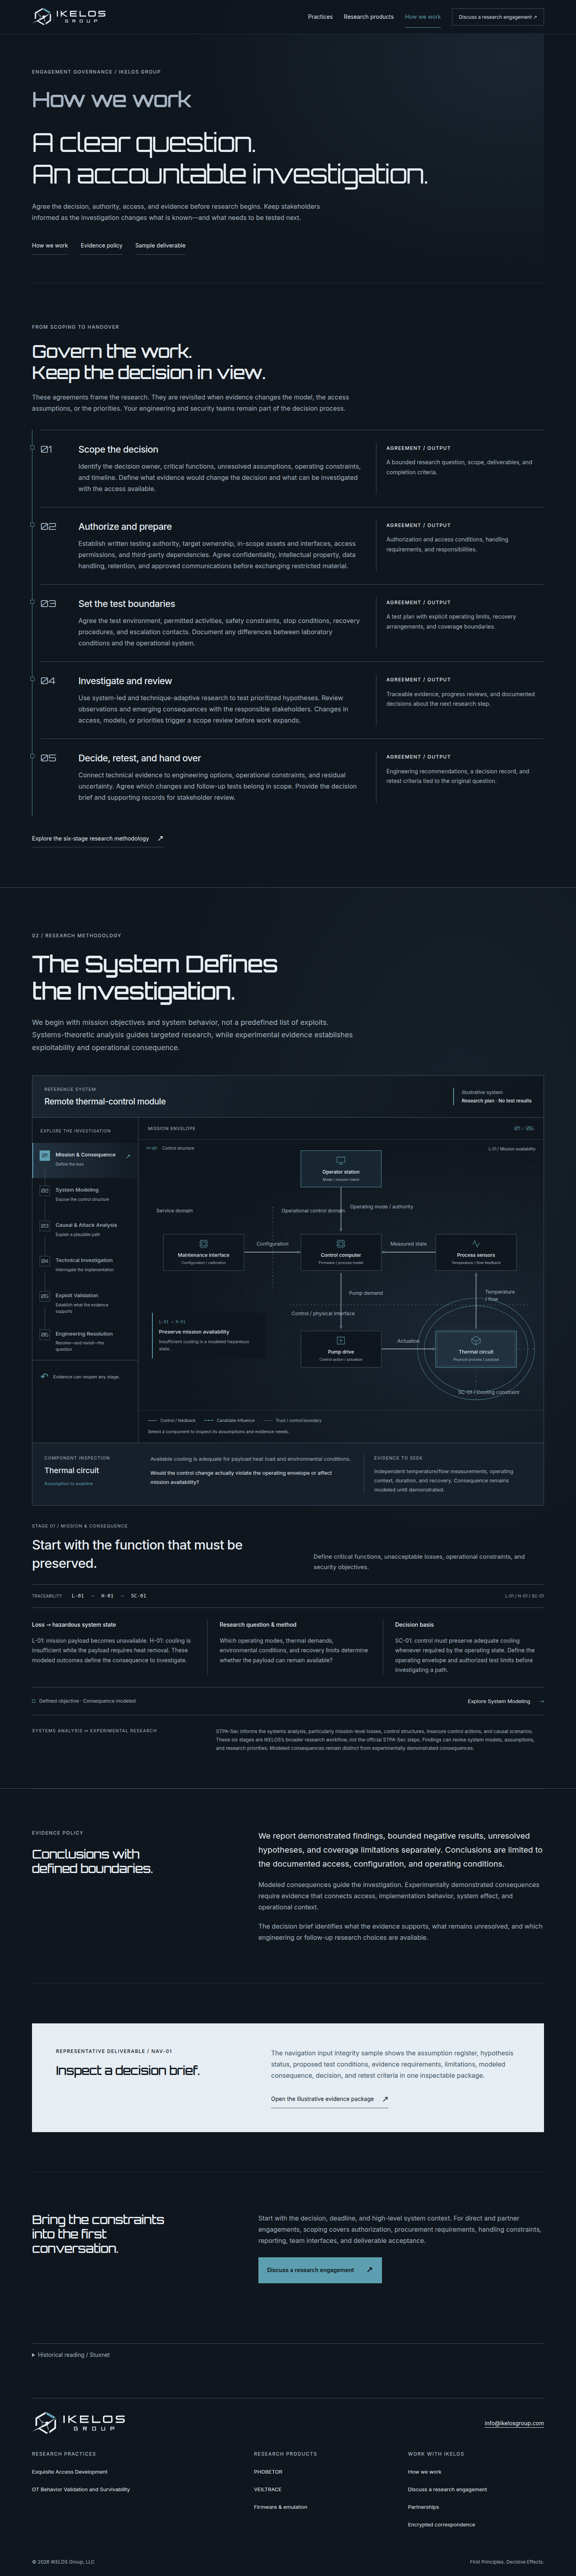 IKELOS
GROUP
Practices
Research products
How we work
Discuss a research engagement ↗
ENGAGEMENT GOVERNANCE / IKELOS GROUP
How we work
A clear question.
An accountable investigation.
Agree the decision, authority, access, and evidence before research begins. Keep stakeholders
informed as the investigation changes what is known—and what needs to be tested next.
How we work
Evidence policy
Sample deliverable
FROM SCOPING TO HANDOVER
Govern the work.
Keep the decision in view.
These agreements frame the research. They are revisited when evidence changes the model, the access
assumptions, or the priorities. Your engineering and security teams remain part of the decision process.
01
Scope the decision
Identify the decision owner, critical functions, unresolved assumptions, operating constraints,
and timeline. Define what evidence would change the decision and what can be investigated
with the access available.
AGREEMENT / OUTPUT
A bounded research question, scope, deliverables, and
completion criteria.
02
Authorize and prepare
Establish written testing authority, target ownership, in-scope assets and interfaces, access
permissions, and third-party dependencies. Agree confidentiality, intellectual property, data
handling, retention, and approved communications before exchanging restricted material.
AGREEMENT / OUTPUT
Authorization and access conditions, handling
requirements, and responsibilities.
03
Set the test boundaries
Agree the test environment, permitted activities, safety constraints, stop conditions, recovery
procedures, and escalation contacts. Document any differences between laboratory
conditions and the operational system.
AGREEMENT / OUTPUT
A test plan with explicit operating limits, recovery
arrangements, and coverage boundaries.
04
Investigate and review
Use system-led and technique-adaptive research to test prioritized hypotheses. Review
observations and emerging consequences with the responsible stakeholders. Changes in
access, models, or priorities trigger a scope review before work expands.
AGREEMENT / OUTPUT
Traceable evidence, progress reviews, and documented
decisions about the next research step.
05
Decide, retest, and hand over
Connect technical evidence to engineering options, operational constraints, and residual
uncertainty. Agree which changes and follow-up tests belong in scope. Provide the decision
brief and supporting records for stakeholder review.
AGREEMENT / OUTPUT
Engineering recommendations, a decision record, and
retest criteria tied to the original question.
Explore the six-stage research methodology ↗
02 / RESEARCH METHODOLOGY
The System Defines
the Investigation.
We begin with mission objectives and system behavior, not a predefined list of exploits.
Systems-theoretic analysis guides targeted research, while experimental evidence establishes
exploitability and operational consequence.
REFERENCE SYSTEM
Remote thermal-control module
Illustrative system
Research plan · No test results
EXPLORE THE INVESTIGATION
01
Mission & Consequence ↗
Define the loss
02
System Modeling
Expose the control structure
03
Causal & Attack Analysis
Explain a plausible path
04
Technical Investigation
Interrogate the implementation
05
Exploit Validation
Establish what the evidence
supports
06
Engineering Resolution
Resolve—and revisit—the
question
Evidence can reopen any stage.
MISSION ENVELOPE
01 / 06
Control structure
L-01 / Mission availability
Operator station
Mode / mission intent
Service domain
Operational control domain
Operating mode / authority
Maintenance interface
Configuration / calibration
Configuration
Control computer
Firmware / process model
Measured state
Process sensors
Temperature / flow feedback
Pump demand
Temperature
/ flow
Control / physical interface
L-01 → H-01
Preserve mission availability
Insufficient cooling is a modeled hazardous
state.
Pump drive
Control action / actuation
Actuation
Thermal circuit
Physical process / payload
SC-01 / Cooling constraint
Control / feedback
Candidate influence
Trust / control boundary
Select a component to inspect its assumptions and evidence needs.
COMPONENT INSPECTION
Thermal circuit
Assumption to examine
Available cooling is adequate for payload heat load and environmental conditions.
Would the control change actually violate the operating envelope or affect
mission availability?
EVIDENCE TO SEEK
Independent temperature/flow measurements, operating
context, duration, and recovery. Consequence remains
modeled until demonstrated.
STAGE 01 / MISSION & CONSEQUENCE
Start with the function that must be
preserved.
Define critical functions, unacceptable losses, operational constraints, and
security objectives.
TRACEABILITY L-01 → H-01 → SC-01
L-01 / H-01 / SC-01
Loss → hazardous system state
L-01: mission payload becomes unavailable. H-01: cooling is
insufficient while the payload requires heat removal. These
modeled outcomes define the consequence to investigate.
Research question & method
Which operating modes, thermal demands,
environmental conditions, and recovery limits determine
whether the payload can remain available?
Decision basis
SC-01: control must preserve adequate cooling
whenever required by the operating state. Define the
operating envelope and authorized test limits before
investigating a path.
Defined objective · Consequence modeled
Explore System Modeling →
SYSTEMS ANALYSIS ↔ EXPERIMENTAL RESEARCH
STPA-Sec informs the systems analysis, particularly mission-level losses, control structures, insecure control actions, and causal scenarios.
These six stages are IKELOS's broader research workflow, not the official STPA-Sec process. Findings can revise system models, assumptions,
and research priorities. Modeled consequences remain distinct from experimentally demonstrated consequences.
EVIDENCE POLICY
Conclusions with
defined boundaries.
We report demonstrated findings, bounded negative results, unresolved
hypotheses, and coverage limitations separately. Conclusions are limited to
the documented access, configuration, and operating conditions.
Modeled consequences guide the investigation. Experimentally demonstrated consequences
require evidence that connects access, implementation behavior, system effect, and
operational context.
The decision brief identifies what the evidence supports, what remains unresolved, and which
engineering or follow-up research choices are available.
REPRESENTATIVE DELIVERABLE / NAV-01
Inspect a decision brief.
The navigation input integrity sample shows the assumption register, hypothesis
status, proposed test conditions, evidence requirements, limitations, modeled
consequence, decision, and retest criteria in one inspectable package.
Open the illustrative evidence package ↗
Bring the constraints
into the first
conversation.
Start with the decision, deadline, and high-level system context. For direct and partner
engagements, scoping covers authorization, procurement requirements, handling constraints,
reporting, team interfaces, and deliverable acceptance.
Discuss a research engagement ↗
▶ Historical reading / Stuxnet
IKELOS
GROUP
info@ikelosgroup.com
RESEARCH PRACTICES
Exquisite Access Development
OT Behavior Validation and Survivability
RESEARCH PRODUCTS
PHOBETOR
VEILTRACE
Firmware & emulation
WORK WITH IKELOS
How we work
Discuss a research engagement
Partnerships
Encrypted correspondence
© 2026 IKELOS Group, LLC
First Principles. Decisive Effects.